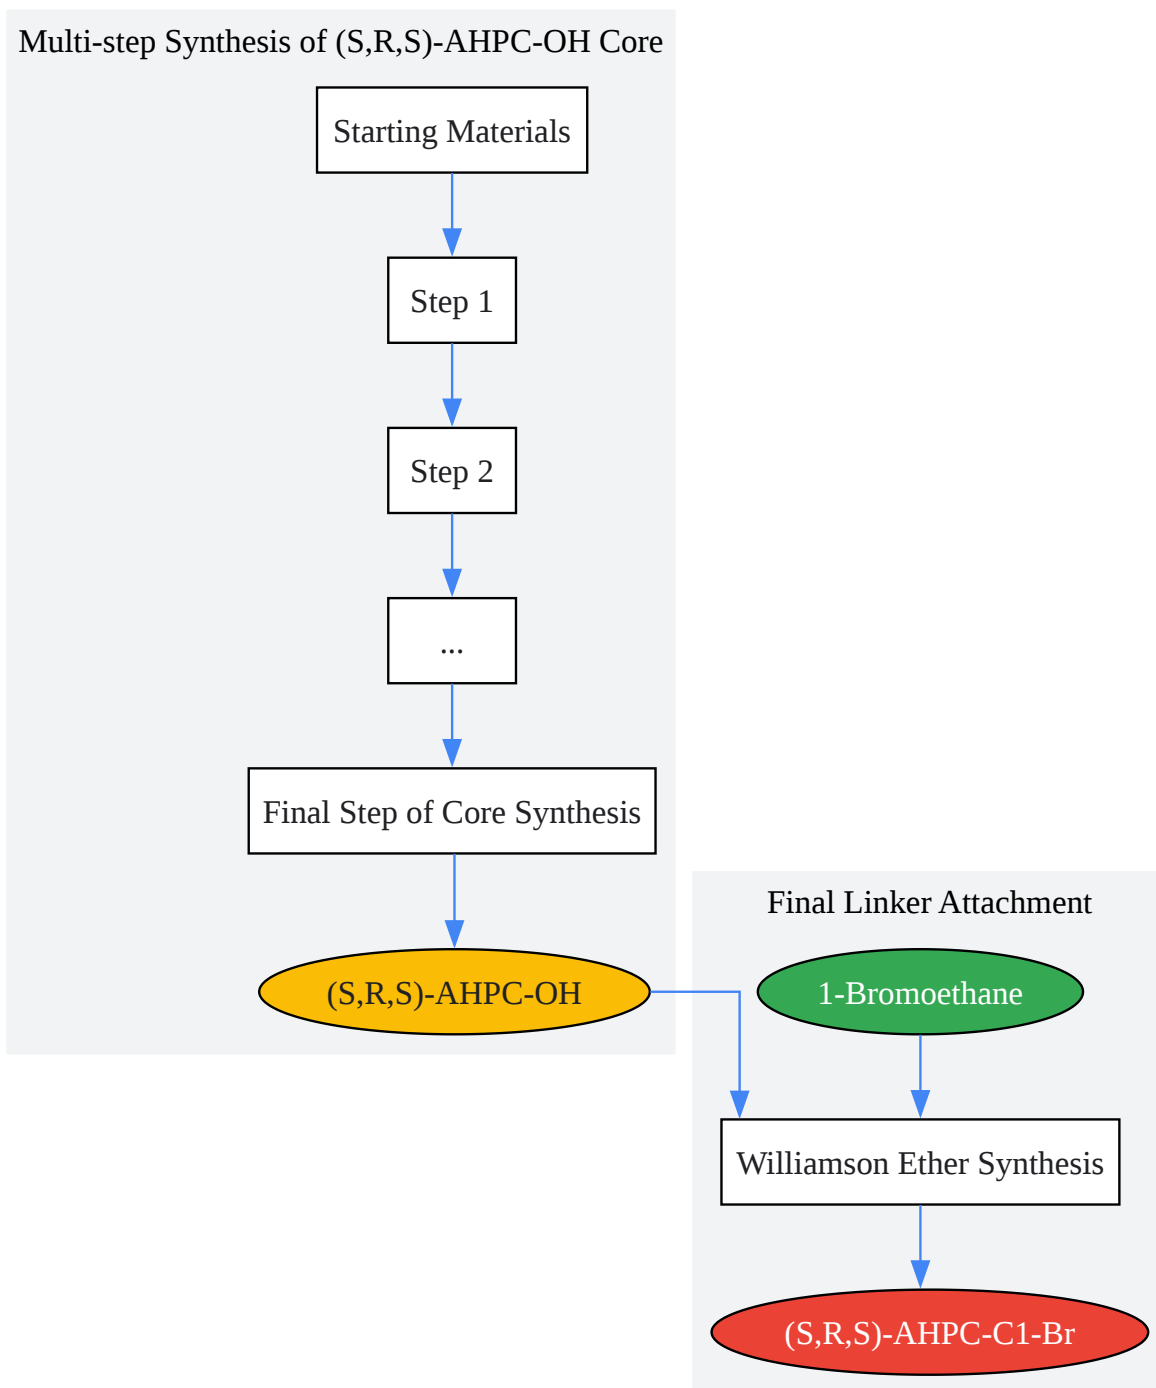 Multi-step Synthesis of (S,R,S)-AHPC-OH Core
Starting Materials
Step 1
Step 2
...
Final Step of Core Synthesis
(S,R,S)-AHPC-OH
Final Linker Attachment
1-Bromoethane
Williamson Ether Synthesis
(S,R,S)-AHPC-C1-Br